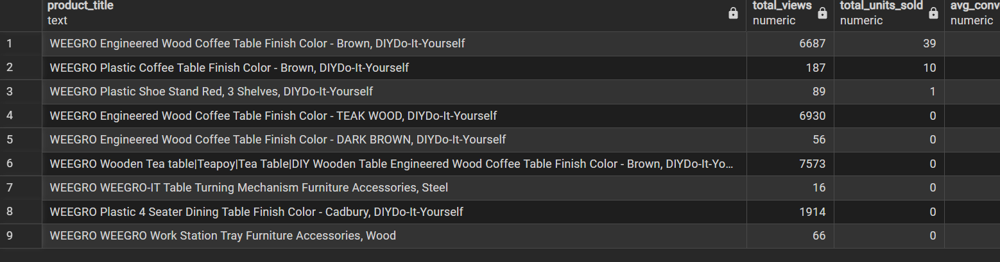 product_title total_views total_units_sold avg_conv
text numeric numeric numeric
1 WEEGRO Engineered Wood Coffee Table Finish Color - Brown, DIYDo-It-Yourself 6687 39
2 WEEGRO Plastic Coffee Table Finish Color - Brown, DIYDo-It-Yourself 187 10
3 WEEGRO Plastic Shoe Stand Red, 3 Shelves, DIYDo-It-Yourself 89 1
4 WEEGRO Engineered Wood Coffee Table Finish Color - TEAK WOOD, DIYDo-It-Yourself 6930 0
5 WEEGRO Engineered Wood Coffee Table Finish Color - DARK BROWN, DIYDo-It-Yourself 56 0
6 WEEGRO Wooden Tea table|Teapoy|Tea Table|DIY Wooden Table Engineered Wood Coffee Table Finish Color - Brown, DIYDo-It-Yo... 7573 0
7 WEEGRO WEEGRO-IT Table Turning Mechanism Furniture Accessories, Steel 16 0
8 WEEGRO Plastic 4 Seater Dining Table Finish Color - Cadbury, DIYDo-It-Yourself 1914 0
9 WEEGRO WEEGRO Work Station Tray Furniture Accessories, Wood 66 0